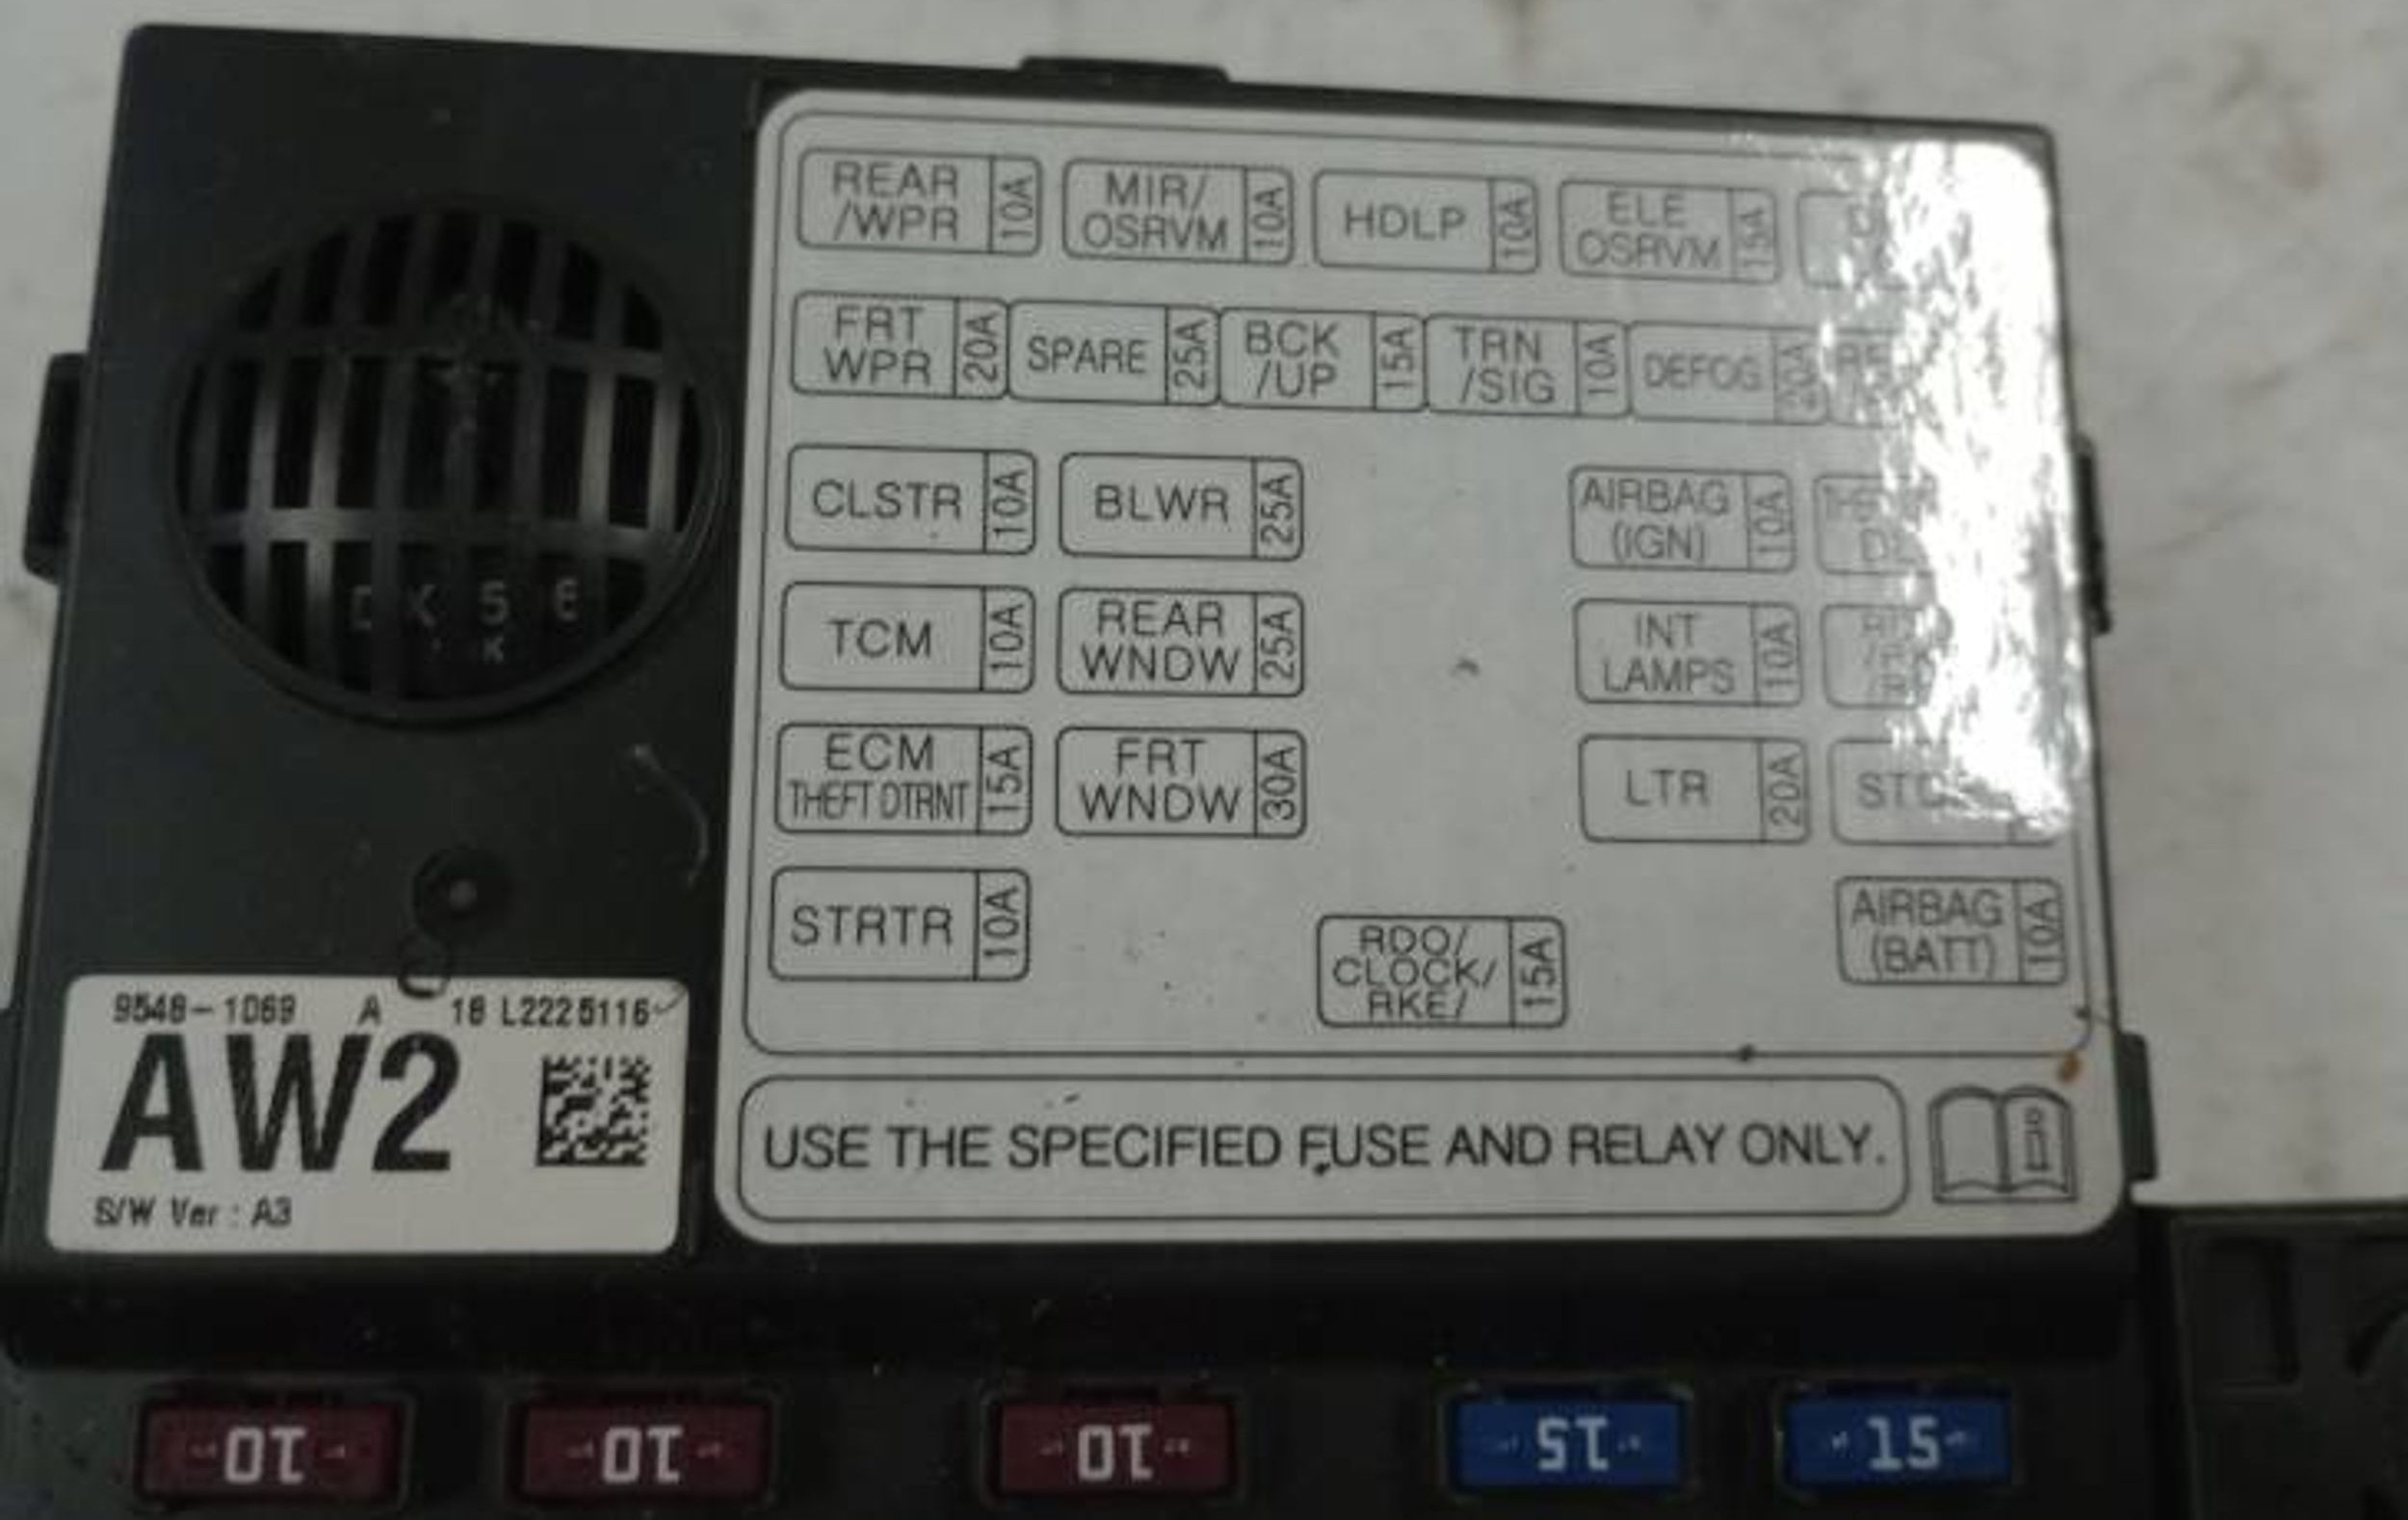 REAR
/WPR 10A
MIR/
OSRVM 10A
HDLP 10A
ELE
OSRVM 15A
FRT
WPR 20A
SPARE 25A
BCK
/UP 15A
TRN
/SIG 10A
DEFOG 20A
CLSTR 10A
BLWR 25A
AIRBAG
(IGN) 10A
TCM 10A
REAR
WNDW 25A
INT
LAMPS 10A
ECM
THEFT DTRNT 15A
FRT
WNDW 30A
LTR 20A
STRTR 10A
RDO/
CLOCK/
RKE/ 15A
AIRBAG
(BATT) 10A
USE THE SPECIFIED FUSE AND RELAY ONLY.
9548-1069 A 18 L2225116
AW2
S/W Ver : A3
10
10
10
15
15